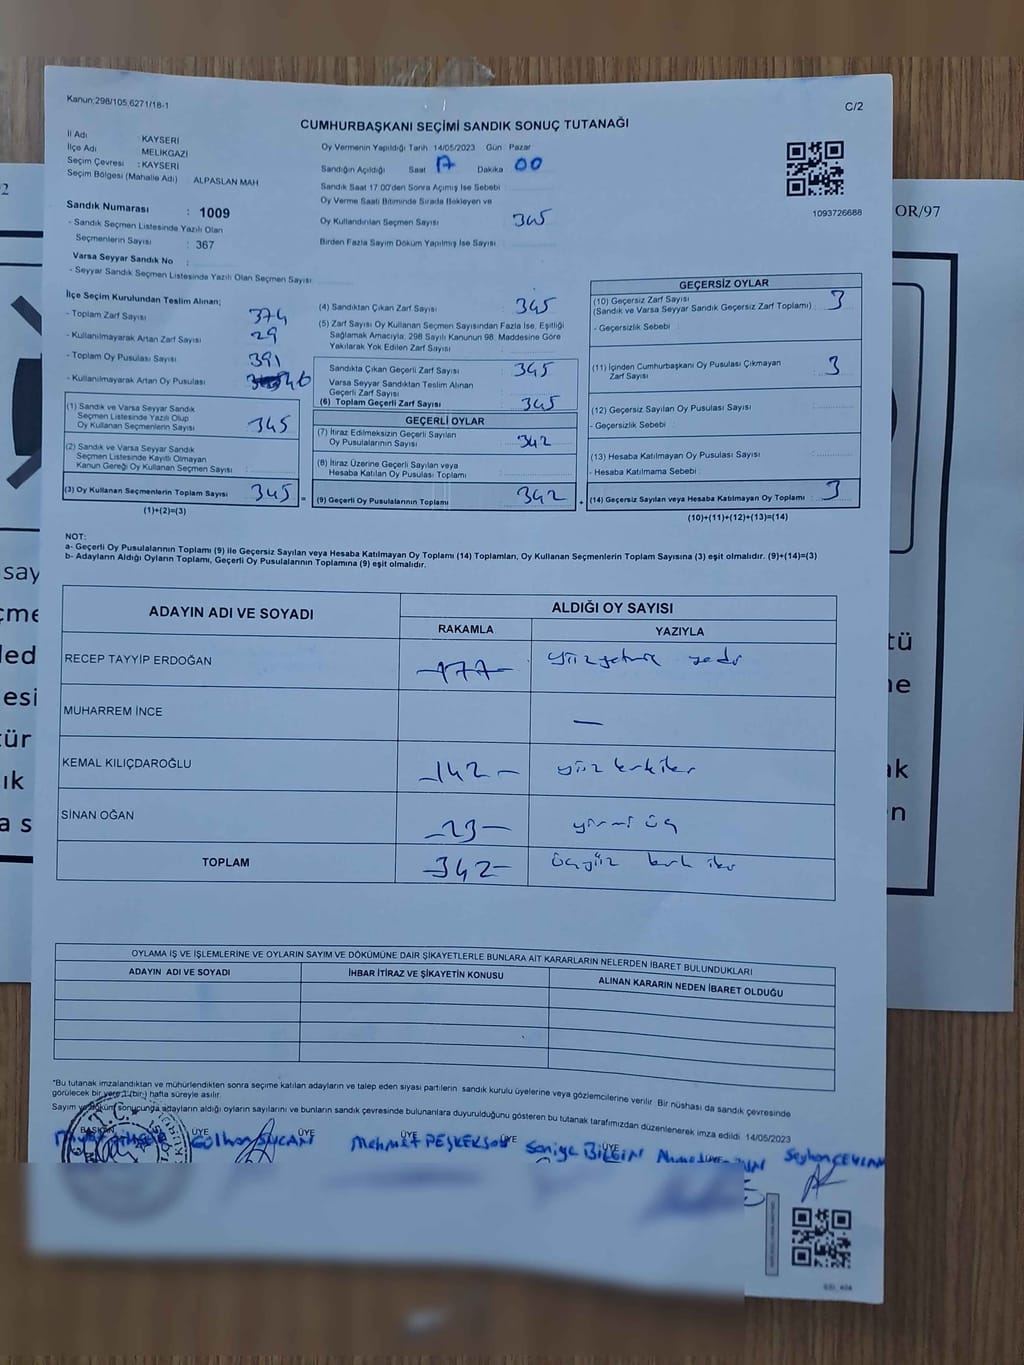 Kanun;298/105,6271/18-1
C/2
CUMHURBAŞKANI SEÇİMİ SANDIK SONUÇ TUTANAĞI
İl Adı KAYSERİ
İlçe Adı MELİKGAZİ
Seçim Çevresi : KAYSERİ
Seçim Bölgesi (Mahalle Adı) ALPASLAN MAH
Oy Vermenin Yapıldığı Tarih 14/05/2023 Gün Pazar
Sandığın Açıldığı Saat 17 Dakika 00
Sandık Saat 17.00'den Sonra Açımış İse Sebebi
Oy Verme Saati Bitiminde Sırada Bekleyen ve
Oy Kullandırılan Seçmen Sayısı 345
Birden Fazla Sayım Döküm Yapılmış İse Sayısı
1093726688
OR/97
Sandık Numarası : 1009
- Sandık Seçmen Listesinde Yazılı Olan
Seçmenlerin Sayısı : 367
Varsa Seyyar Sandık No :
- Seyyar Sandık Seçmen Listesinde Yazılı Olan Seçmen Sayısı
İlçe Seçim Kurulundan Teslim Alınan;
- Toplam Zarf Sayısı 374
- Kullanılmayarak Artan Zarf Sayısı 29
- Toplam Oy Pusulası Sayısı 391
- Kullanılmayarak Artan Oy Pusulası 46
(1) Sandık ve Varsa Seyyar Sandık
Seçmen Listesinde Yazılı Olup
Oy Kullanan Seçmenlerin Sayısı 345
(2) Sandık ve Varsa Seyyar Sandık
Seçmen Listesinde Kayıtlı Olmayan
Kanun Gereği Oy Kullanan Seçmen Sayısı
(3) Oy Kullanan Seçmenlerin Toplam Sayısı 345 =
(1)+(2)=(3)
(4) Sandıktan Çıkan Zarf Sayısı 345
(5) Zarf Sayısı Oy Kullanan Seçmen Sayısından Fazla İse, Eşitliği
Sağlamak Amacıyla, 298 Sayılı Kanunun 98. Maddesine Göre
Yakılarak Yok Edilen Zarf Sayısı
Sandıkta Çıkan Geçerli Zarf Sayısı 345
Varsa Seyyar Sandıktan Teslim Alınan
Geçerli Zarf Sayısı
(6) Toplam Geçerli Zarf Sayısı 345
GEÇERLİ OYLAR
(7) İtiraz Edilmeksizin Geçerli Sayılan
Oy Pusulalarının Sayısı 342
(8) İtiraz Üzerine Geçerli Sayılan veya
Hesaba Katılan Oy Pusulası Toplamı
(9) Geçerli Oy Pusulalarının Toplamı 342 +
GEÇERSİZ OYLAR
(10) Geçersiz Zarf Sayısı 3
(Sandık ve Varsa Seyyar Sandık Geçersiz Zarf Toplamı)
- Geçersizlik Sebebi :
(11) İçinden Cumhurbaşkanı Oy Pusulası Çıkmayan
Zarf Sayısı 3
(12) Geçersiz Sayılan Oy Pusulası Sayısı
- Geçersizlik Sebebi :
(13) Hesaba Katılmayan Oy Pusulası Sayısı
- Hesaba Katılmama Sebebi :
(14) Geçersiz Sayılan veya Hesaba Katılmayan Oy Toplamı 3
(10)+(11)+(12)+(13)=(14)
NOT:
a- Geçerli Oy Pusulalarının Toplamı (9) ile Geçersiz Sayılan veya Hesaba Katılmayan Oy Toplamı (14) Toplamları, Oy Kullanan Seçmenlerin Toplam Sayısına (3) eşit olmalıdır. (9)+(14)=(3)
b- Adayların Aldığı Oyların Toplamı, Geçerli Oy Pusulalarının Toplamına (9) eşit olmalıdır.
ADAYIN ADI VE SOYADI
ALDIĞI OY SAYISI
RAKAMLA YAZIYLA
RECEP TAYYİP ERDOĞAN -177- yüzyetmiş yedi
MUHARREM İNCE —
KEMAL KILIÇDAROĞLU -142- yüz kırkiki
SİNAN OĞAN -23- yirmi üç
TOPLAM -342- üçyüz kırk iki
OYLAMA İŞ VE İŞLEMLERİNE VE OYLARIN SAYIM VE DÖKÜMÜNE DAİR ŞİKAYETLERLE BUNLARA AİT KARARLARIN NELERDEN İBARET BULUNDUKLARI
ADAYIN ADI VE SOYADI İHBAR İTİRAZ VE ŞİKAYETİN KONUSU ALINAN KARARIN NEDEN İBARET OLDUĞU
*Bu tutanak imzalandıktan ve mühürlendikten sonra seçime katılan adayların ve talep eden siyasi partilerin sandık kurulu üyelerine veya gözlemcilerine verilir. Bir nüshası da sandık çevresinde
görülecek bir yere 1 (bir) hafta süreyle asılır.
Sayım ve döküm sonucunda adayların aldığı oyların sayılarını ve bunların sandık çevresinde bulunanlara duyurulduğunu gösteren bu tutanak tarafımızdan düzenlenerek imza edildi. 14/05/2023
BAŞKAN ÜYE ÜYE ÜYE ÜYE ÜYE
Gülhan Mehmet PEŞKERSOY Seniye BİLGİN Seyhan CEYLAN